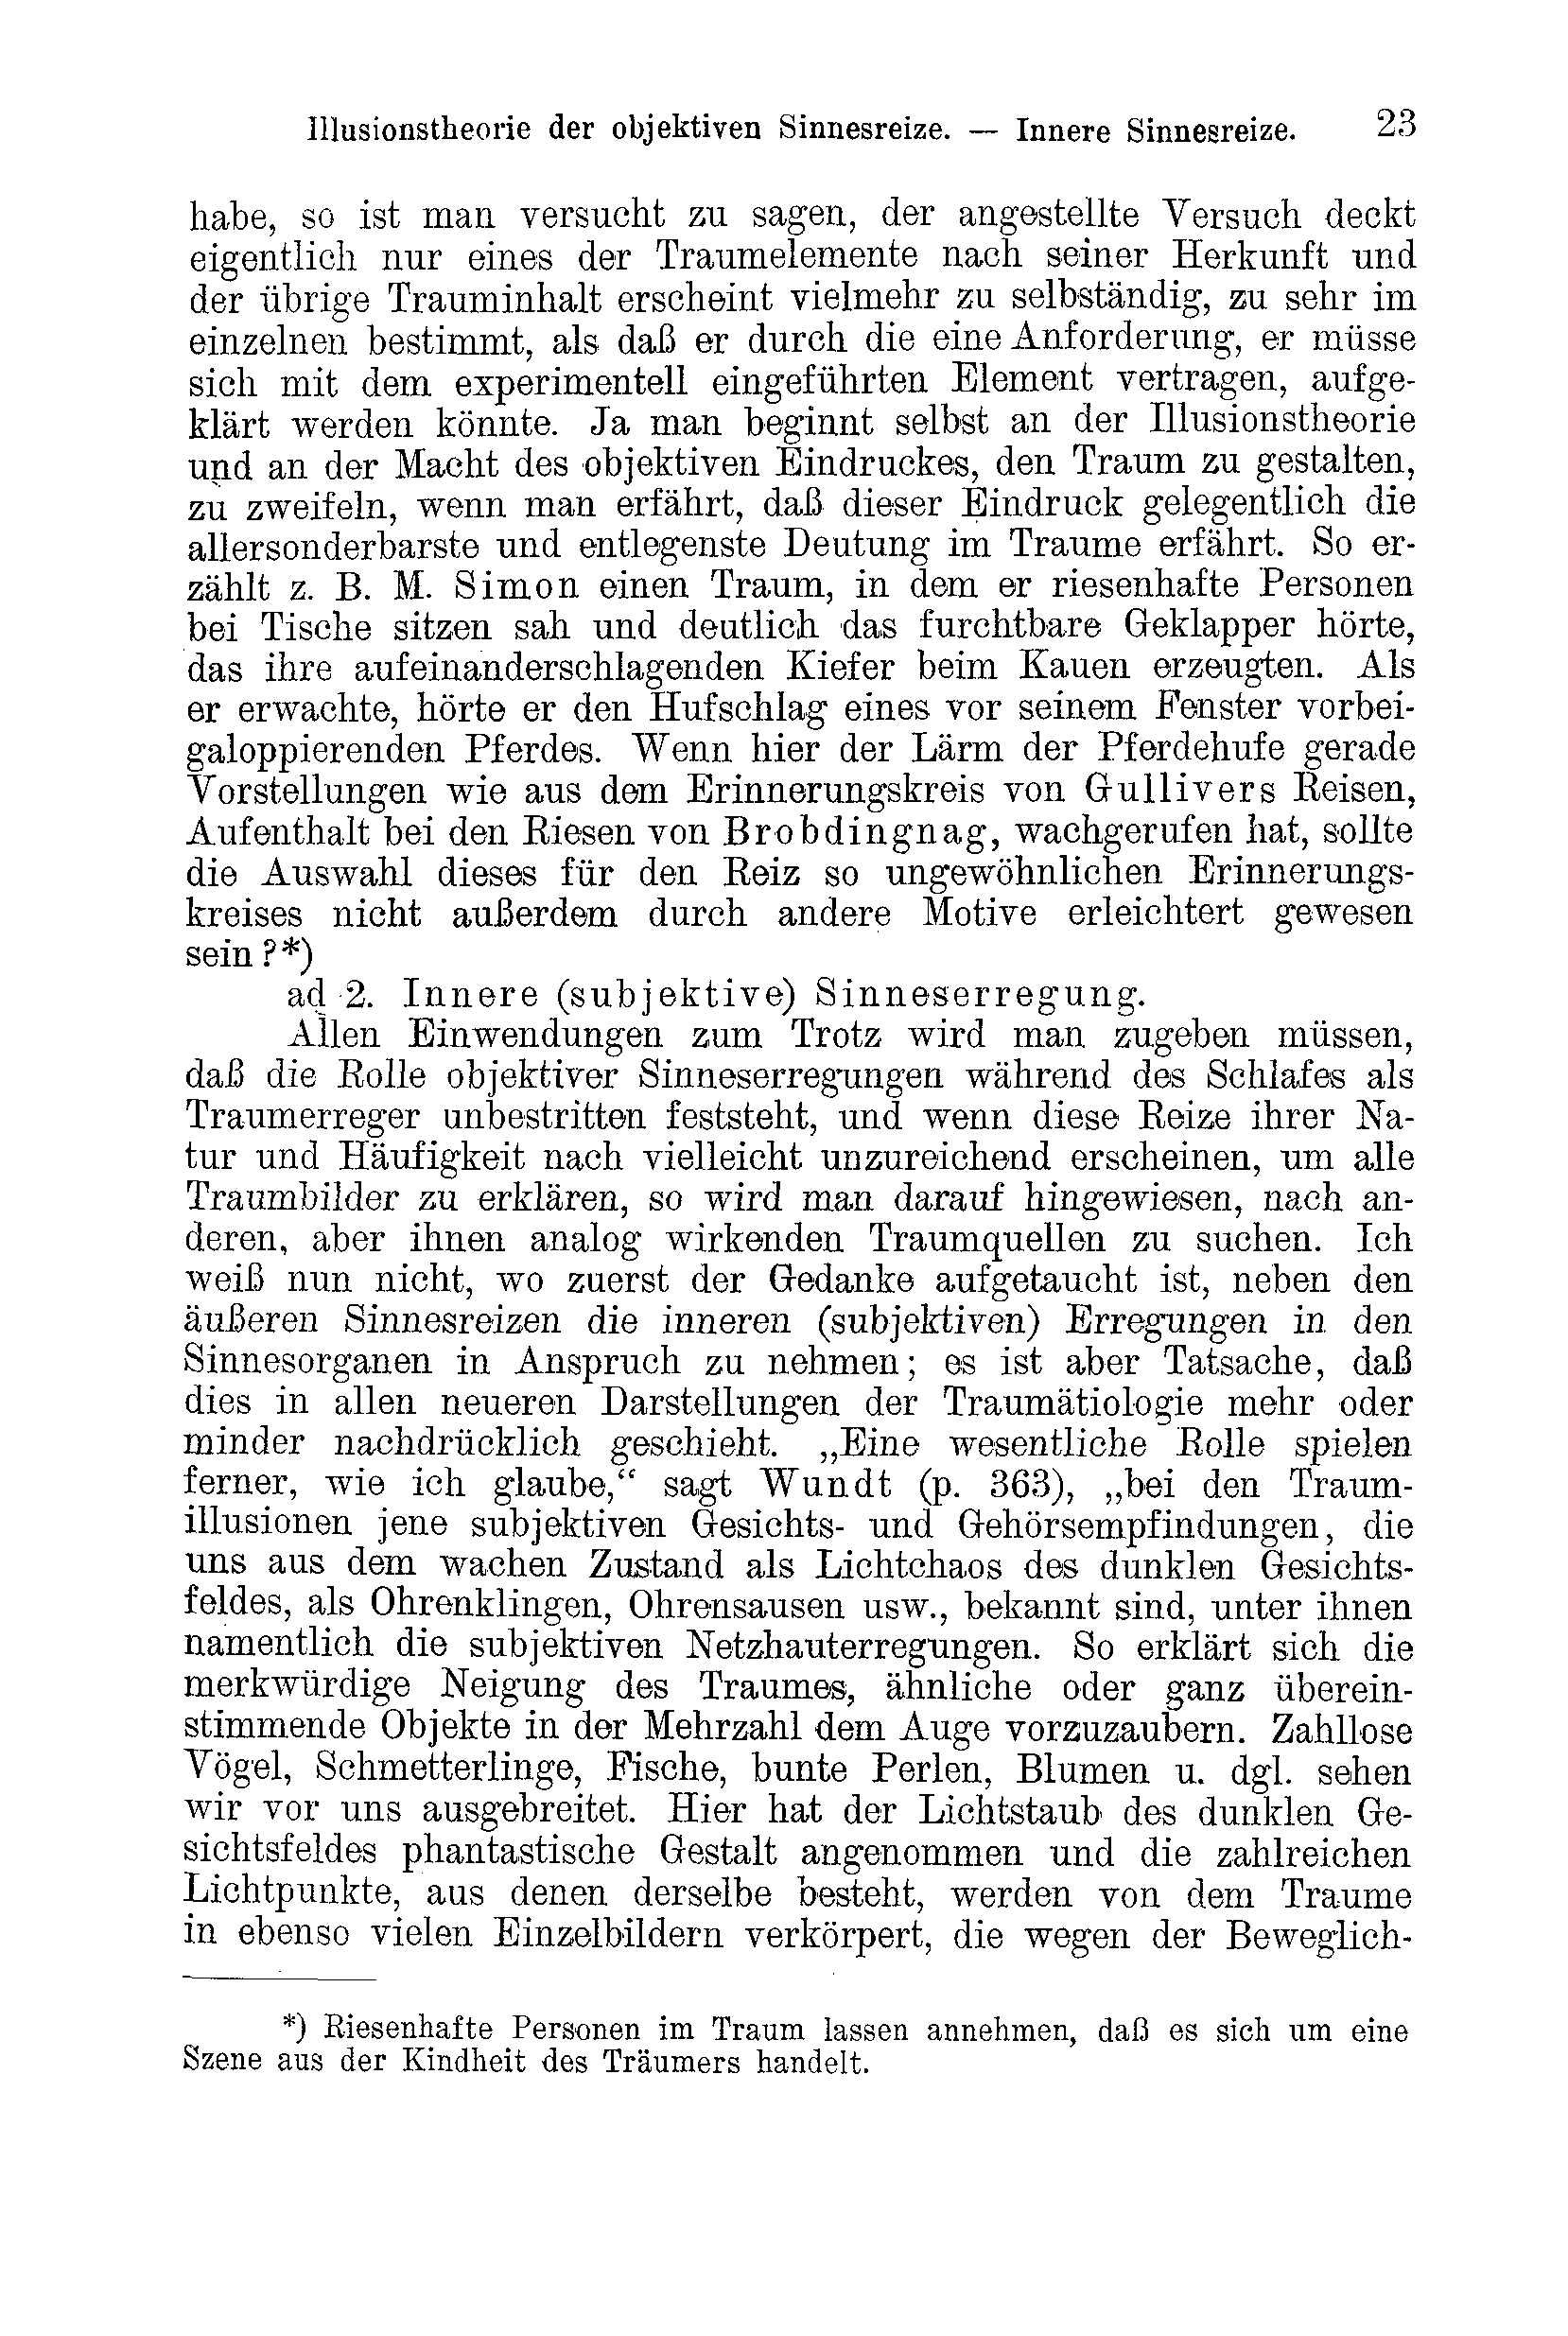 Illusionstheorie der objektiven Sinnesreize. — Innere Sinnesreize. 23
habe, so ist man versucht zu sagen, der angestellte Versuch deckt
eigentlich nur eines der Traumelemente nach seiner Herkunft und
der übrige Trauminhalt erscheint vielmehr zu selbständig, zu sehr im
einzelnen bestimmt, als daß er durch die eine Anforderung, er müsse
sich mit dem experimentell eingeführten Element vertragen, aufge-
klärt werden könnte. Ja man beginnt selbst an der Illusionstheorie
und an der Macht des objektiven Eindruckes, den Traum zu gestalten,
zu zweifeln, wenn man erfährt, daß dieser Eindruck gelegentlich die
allersonderbarste und entlegenste Deutung im Traume erfährt. So er-
zählt z. B. M. Simon einen Traum, in dem er riesenhafte Personen
bei Tische sitzen sah und deutlich das furchtbare Geklapper hörte,
das ihre aufeinanderschlagenden Kiefer beim Kauen erzeugten. Als
er erwachte, hörte er den Hufschlag eines vor seinem Fenster vorbei-
galoppierenden Pferdes. Wenn hier der Lärm der Pferdehufe gerade
Vorstellungen wie aus dem Erinnerungskreis von Gullivers Reisen,
Aufenthalt bei den Riesen von Brobdingnag, wachgerufen hat, sollte
die Auswahl dieses für den Reiz so ungewöhnlichen Erinnerungs-
kreises nicht außerdem durch andere Motive erleichtert gewesen
sein?*)
ad 2. Innere (subjektive) Sinneserregung.
Allen Einwendungen zum Trotz wird man zugeben müssen,
daß die Rolle objektiver Sinneserregungen während des Schlafes als
Traumerreger unbestritten feststeht, und wenn diese Reize ihrer Na-
tur und Häufigkeit nach vielleicht unzureichend erscheinen, um alle
Traumbilder zu erklären, so wird man darauf hingewiesen, nach an-
deren, aber ihnen analog wirkenden Traumquellen zu suchen. Ich
weiß nun nicht, wo zuerst der Gedanke aufgetaucht ist, neben den
äußeren Sinnesreizen die inneren (subjektiven) Erregungen in den
Sinnesorganen in Anspruch zu nehmen; es ist aber Tatsache, daß
dies in allen neueren Darstellungen der Traumätiologie mehr oder
minder nachdrücklich geschieht. „Eine wesentliche Rolle spielen
ferner, wie ich glaube,“ sagt Wundt (p. 363), „bei den Traum-
illusionen jene subjektiven Gesichts- und Gehörsempfindungen, die
uns aus dem wachen Zustand als Lichtchaos des dunklen Gesichts-
feldes, als Ohrenklingen, Ohrensausen usw., bekannt sind, unter ihnen
namentlich die subjektiven Netzhauterregungen. So erklärt sich die
merkwürdige Neigung des Traumes, ähnliche oder ganz überein-
stimmende Objekte in der Mehrzahl dem Auge vorzuzaubern. Zahllose
Vögel, Schmetterlinge, Fische, bunte Perlen, Blumen u. dgl. sehen
wir vor uns ausgebreitet. Hier hat der Lichtstaub des dunklen Ge-
sichtsfeldes phantastische Gestalt angenommen und die zahlreichen
Lichtpunkte, aus denen derselbe besteht, werden von dem Traume
in ebenso vielen Einzelbildern verkörpert, die wegen der Beweglich-
*) Riesenhafte Personen im Traum lassen annehmen, daß es sich um eine
Szene aus der Kindheit des Träumers handelt.